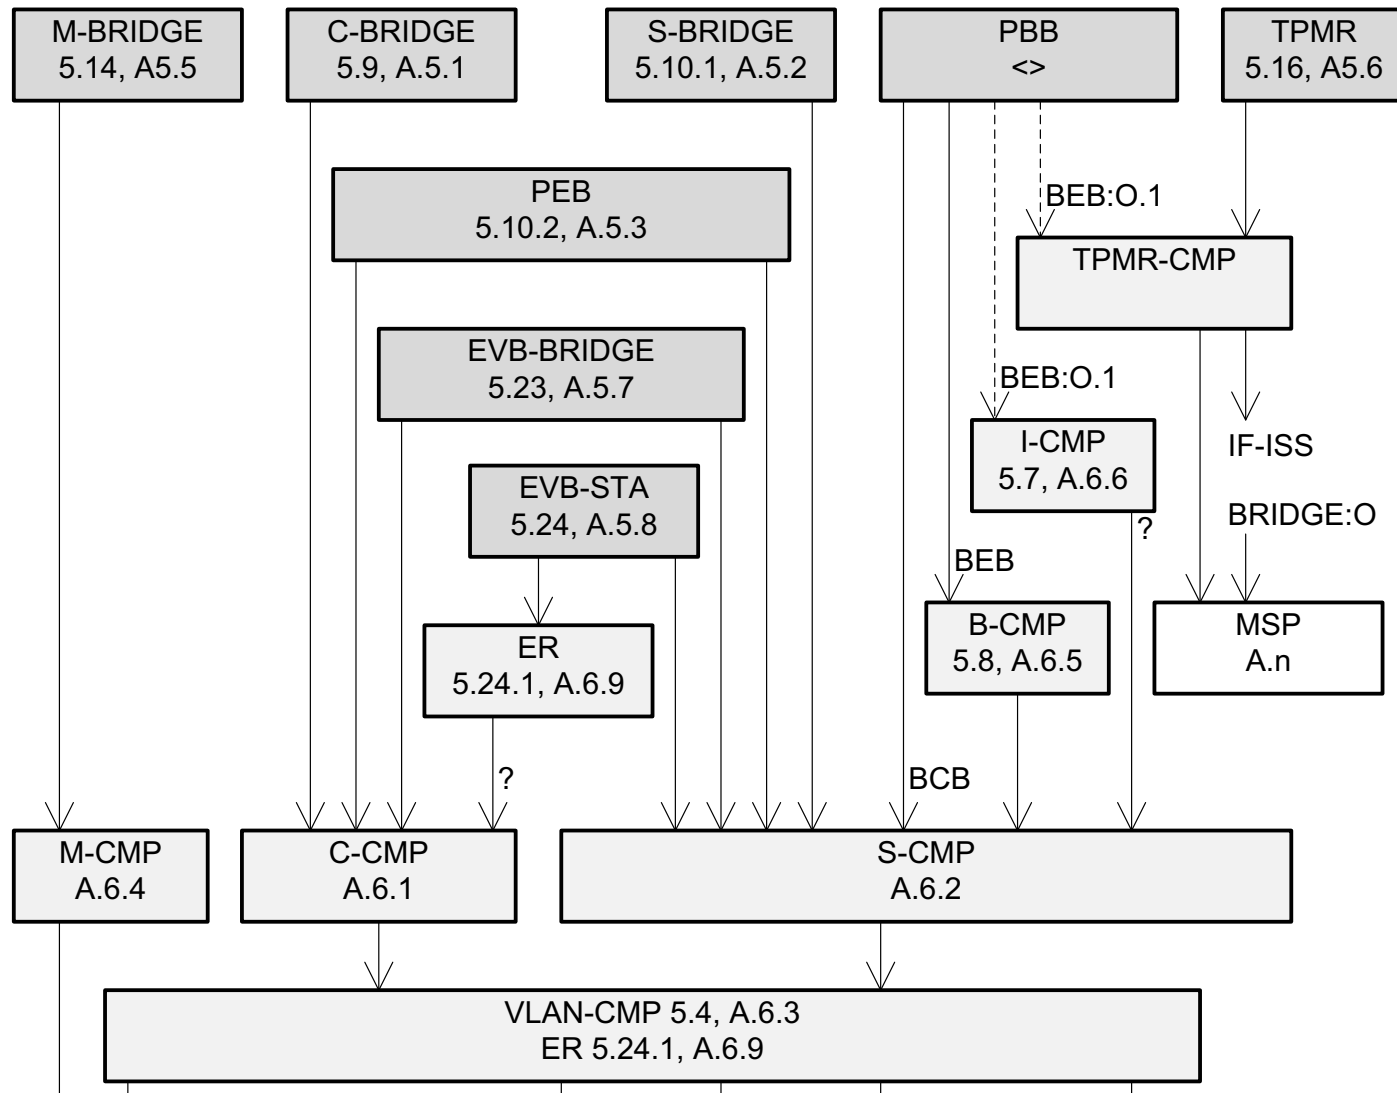 M-BRIDGE
5.14, A5.5
C-BRIDGE
5.9, A.5.1
S-BRIDGE
5.10.1, A.5.2
PBB
<>
TPMR
5.16, A5.6
PEB
5.10.2, A.5.3
BEB:O.1
TPMR-CMP
EVB-BRIDGE
5.23, A.5.7
BEB:O.1
I-CMP
5.7, A.6.6
IF-ISS
EVB-STA
5.24, A.5.8
?
BRIDGE:O
BEB
ER
5.24.1, A.6.9
B-CMP
5.8, A.6.5
MSP
A.n
?
BCB
M-CMP
A.6.4
C-CMP
A.6.1
S-CMP
A.6.2
VLAN-CMP 5.4, A.6.3
ER 5.24.1, A.6.9